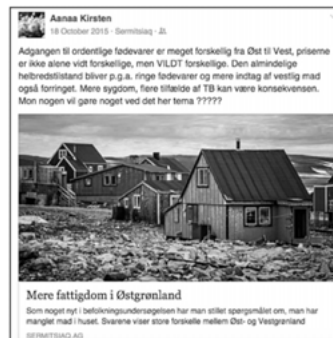 Aanaa Kirsten
18 October 2015 · Sermitsiaq ·
Adgangen til ordentlige fødevarer er meget forskellig fra Øst til Vest, priserne
er ikke alene vidt forskellige, men VILDT forskellige. Den almindelige
helbredstilstand bliver p.g.a. ringe fødevarer og mere indtag af vestlig mad
også forringet. Mere sygdom, flere tilfælde af TB kan være konsekvensen.
Mon nogen vil gøre noget ved det her tema ?????
Mere fattigdom i Østgrønland
Som noget nyt i befolkningsundersøgelsen har man stillet spørgsmålet om, man har
manglet mad i huset. Svarene viser store forskelle mellem Øst- og Vestgrønland
SERMITSIAQ.AG